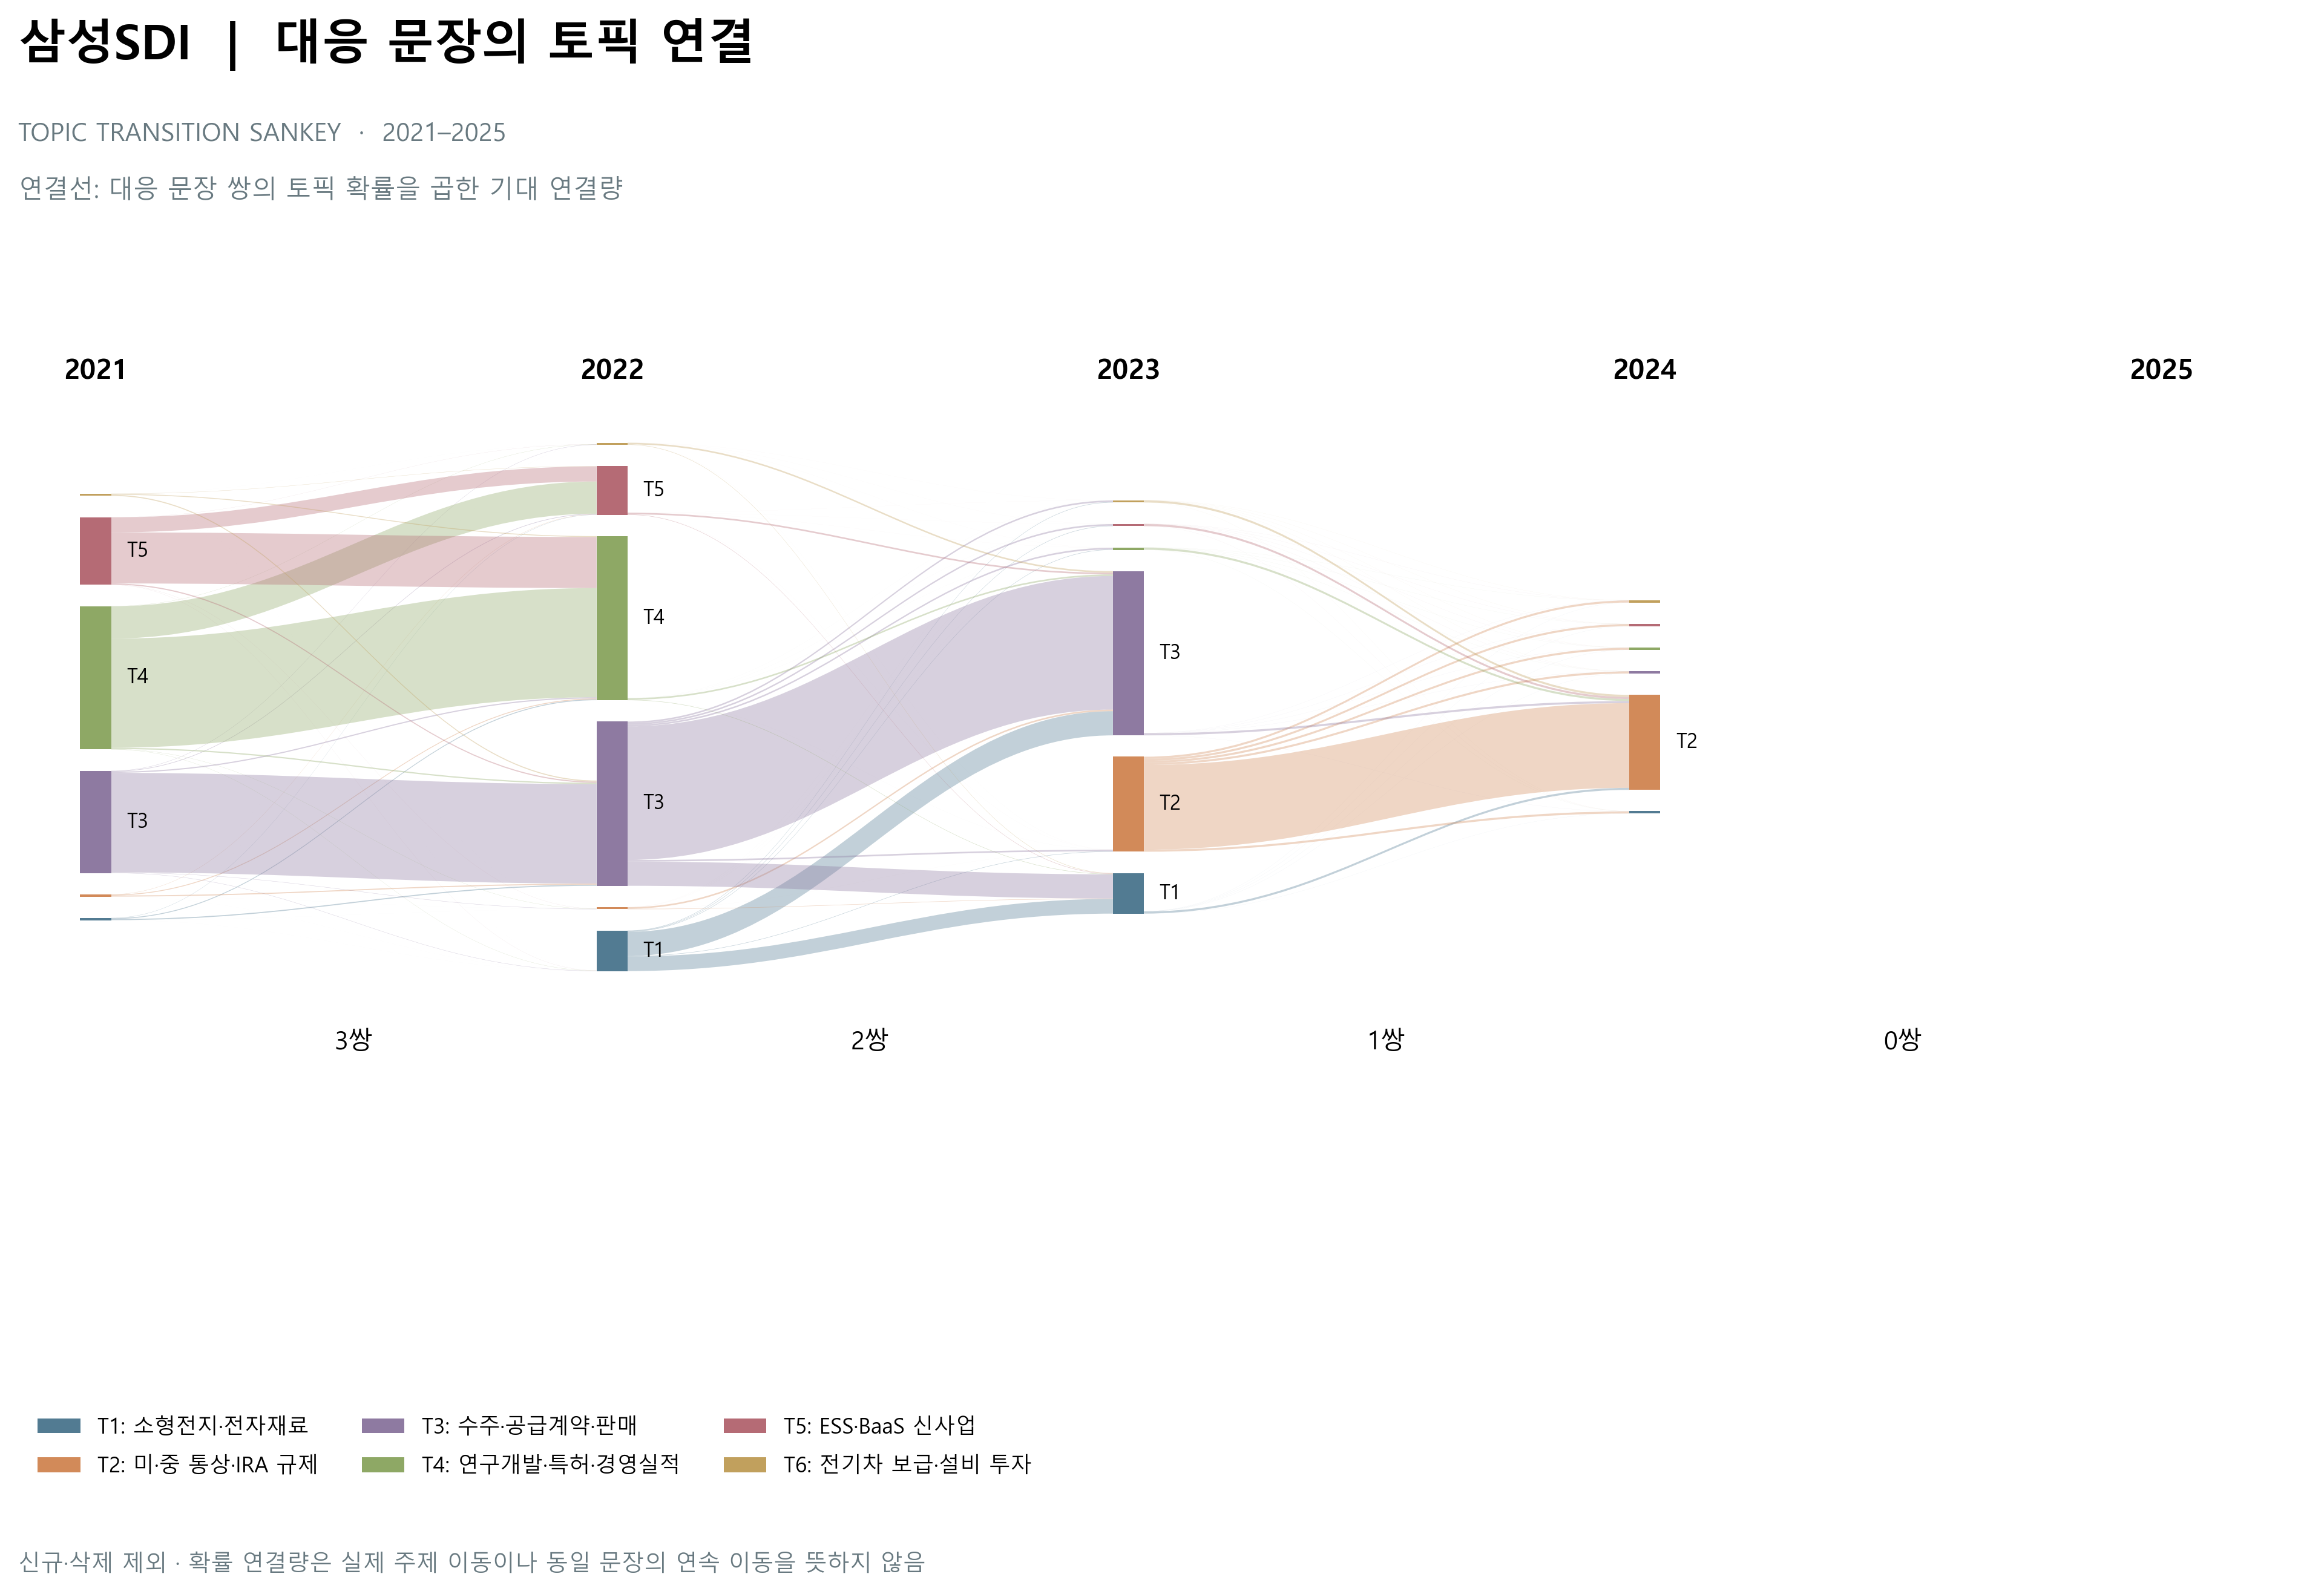 삼성SDI | 대응 문장의 토픽 연결
TOPIC TRANSITION SANKEY · 2021–2025
연결선: 대응 문장 쌍의 토픽 확률을 곱한 기대 연결량
2021 2022 2023 2024 2025
T5
T4
T3
T5
T4
T3
T1
T3
T2
T1
T2
3쌍 2쌍 1쌍 0쌍
T1: 소형전지·전자재료 T3: 수주·공급계약·판매 T5: ESS·BaaS 신사업
T2: 미·중 통상·IRA 규제 T4: 연구개발·특허·경영실적 T6: 전기차 보급·설비 투자
신규·삭제 제외 · 확률 연결량은 실제 주제 이동이나 동일 문장의 연속 이동을 뜻하지 않음